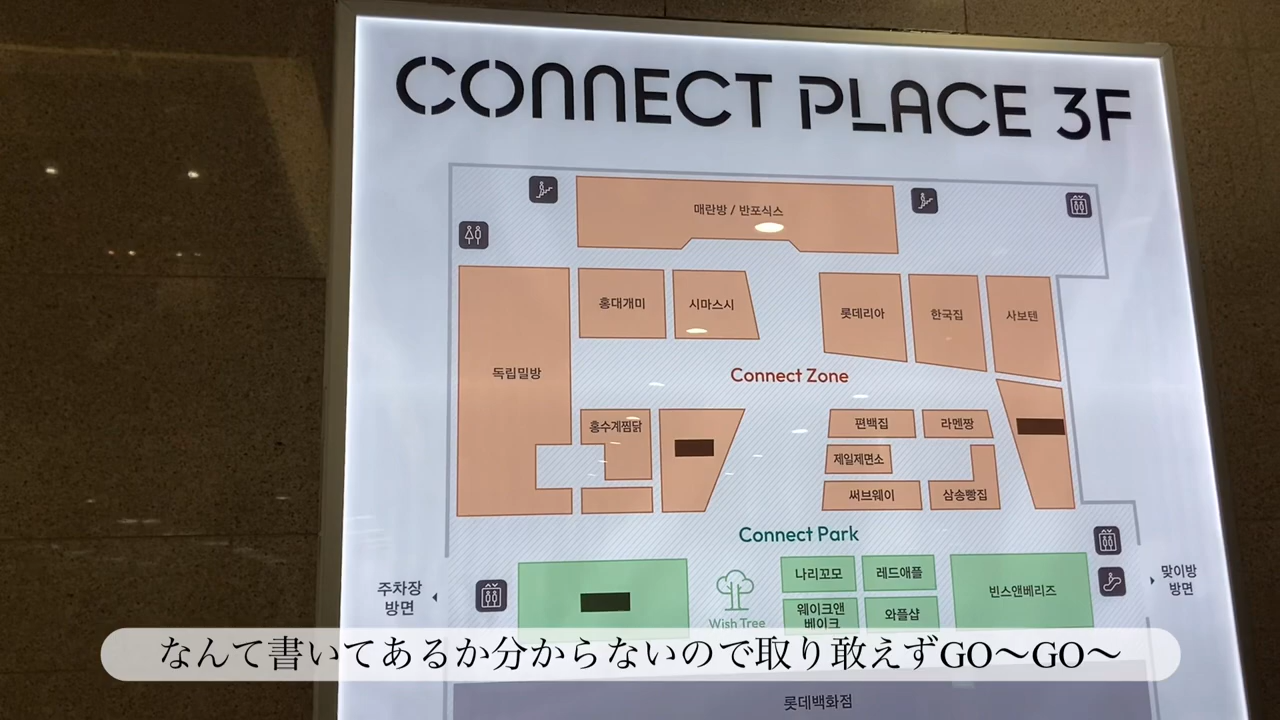 CONNECT PLACE 3F
매란방 / 반포식스
홍대개미
시마스시
롯데리아
한국집
사보텐
독립밀방
Connect Zone
홍수계찜닭
편백집
라멘짱
제일제면소
써브웨이
삼송빵집
Connect Park
나리꼬모
레드애플
빈스앤베리즈
맞이방
방면
주차장
방면
Wish Tree
웨이크앤
베이크
와플샵
なんて書いてあるか分からないので取り敢えずGO〜GO〜
롯데백화점